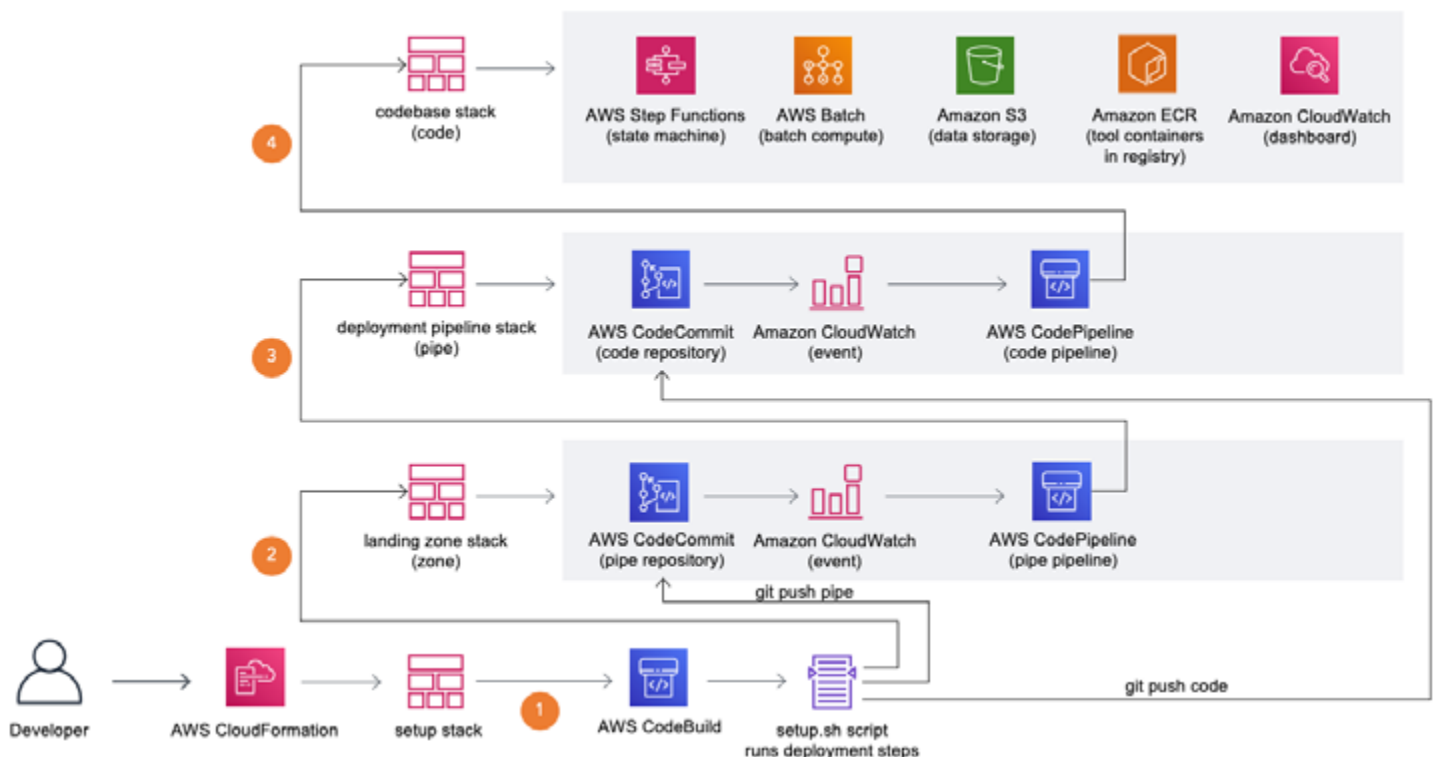 codebase stack
(code)
AWS Step Functions
(state machine)
AWS Batch
(batch compute)
Amazon S3
(data storage)
Amazon ECR
(tool containers
in registry)
Amazon CloudWatch
(dashboard)
4
deployment pipeline stack
(pipe)
AWS CodeCommit
(code repository)
Amazon CloudWatch
(event)
AWS CodePipeline
(code pipeline)
3
landing zone stack
(zone)
AWS CodeCommit
(pipe repository)
Amazon CloudWatch
(event)
AWS CodePipeline
(pipe pipeline)
2
git push pipe
git push code
Developer
AWS CloudFormation
setup stack
1
AWS CodeBuild
setup.sh script
runs deployment steps